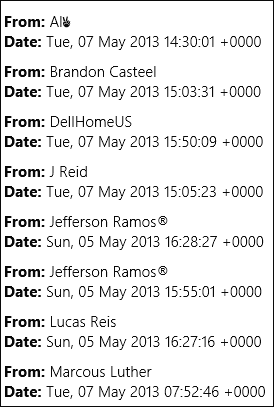 From: Al✌
Date: Tue, 07 May 2013 14:30:01 +0000
From: Brandon Casteel
Date: Tue, 07 May 2013 15:03:31 +0000
From: DellHomeUS
Date: Tue, 07 May 2013 15:50:09 +0000
From: J Reid
Date: Tue, 07 May 2013 15:05:23 +0000
From: Jefferson Ramos®
Date: Sun, 05 May 2013 16:28:27 +0000
From: Jefferson Ramos®
Date: Sun, 05 May 2013 15:55:01 +0000
From: Lucas Reis
Date: Sun, 05 May 2013 16:27:16 +0000
From: Marcous Luther
Date: Tue, 07 May 2013 07:52:46 +0000